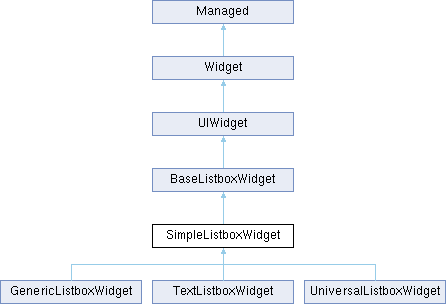 Managed
Widget
UIWidget
BaseListboxWidget
SimpleListboxWidget
GenericListboxWidget
TextListboxWidget
UniversalListboxWidget